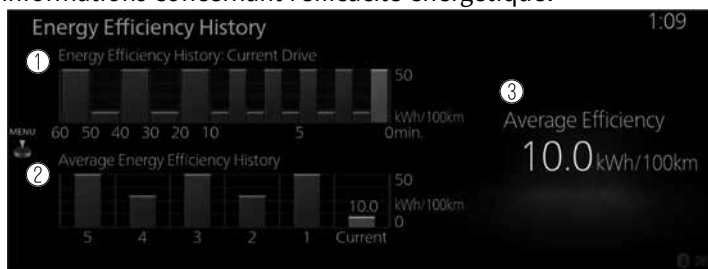 informations concernant l'efficacité énergétique.
Energy Efficiency History
1:09
1
Energy Efficiency History: Current Drive
50
kWh/100km
60 50 40 30 20 10 5 0min.
MENU
2
Average Energy Efficiency History
50
kWh/100km
10.0
0
5 4 3 2 1 Current
3
Average Efficiency
10.0kWh/100km